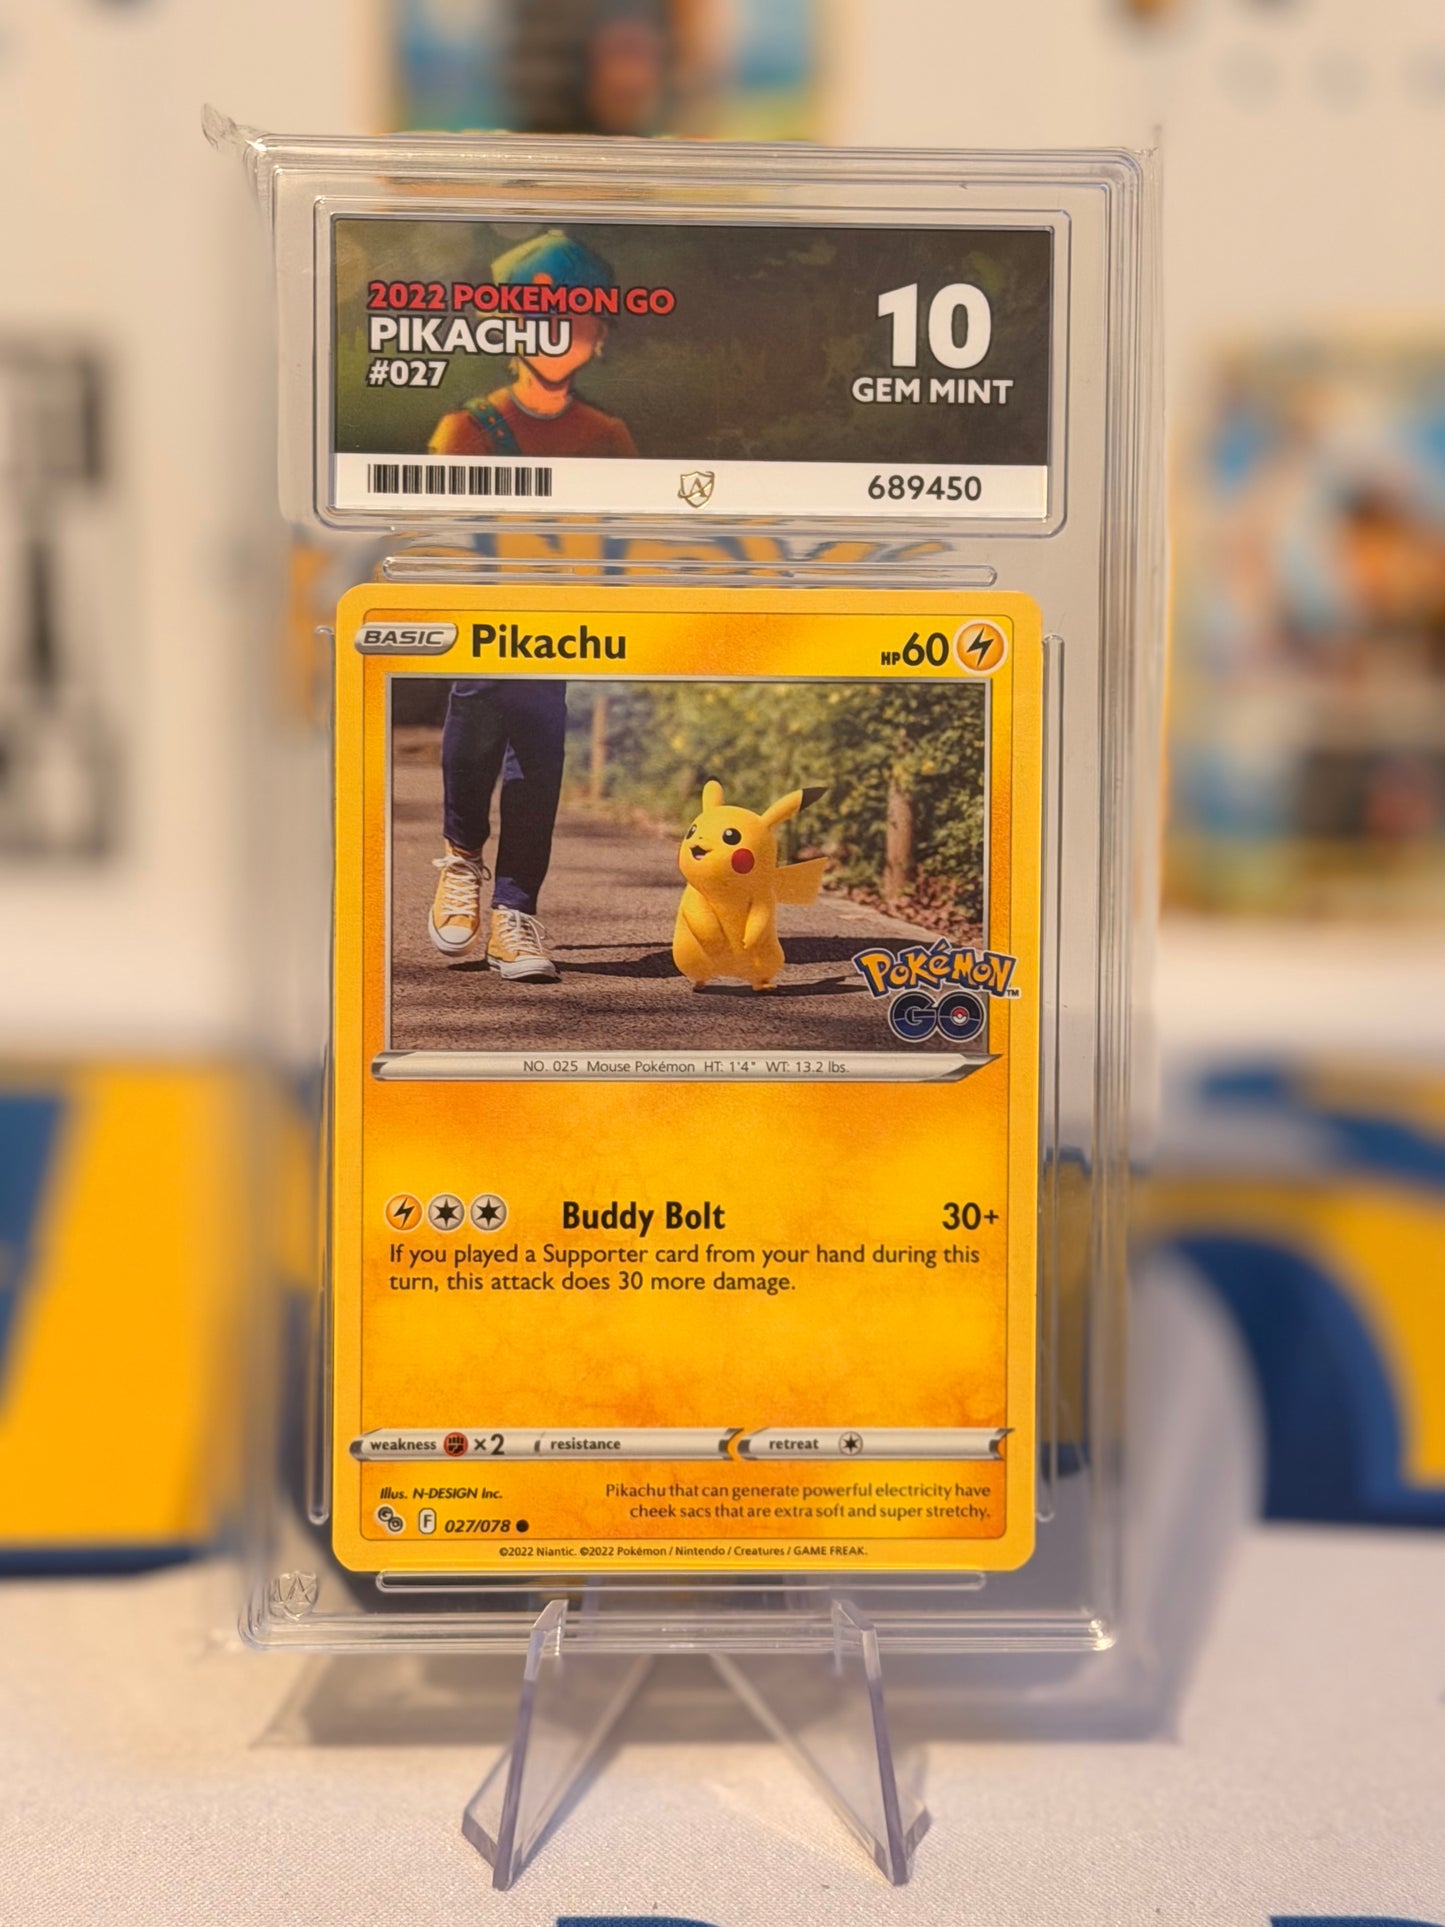 2022 POKEMON GO
PIKACHU
#027
10
GEM MINT
689450
BASIC Pikachu HP60
POKéMON™
GO
NO. 025 Mouse Pokémon HT: 1'4" WT: 13.2 lbs.
Buddy Bolt 30+
If you played a Supporter card from your hand during this
turn, this attack does 30 more damage.
weakness ×2 resistance retreat
Illus. N-DESIGN Inc.
Pikachu that can generate powerful electricity have
cheek sacs that are extra soft and super stretchy.
GO F 027/078
©2022 Niantic. ©2022 Pokémon / Nintendo / Creatures / GAME FREAK.